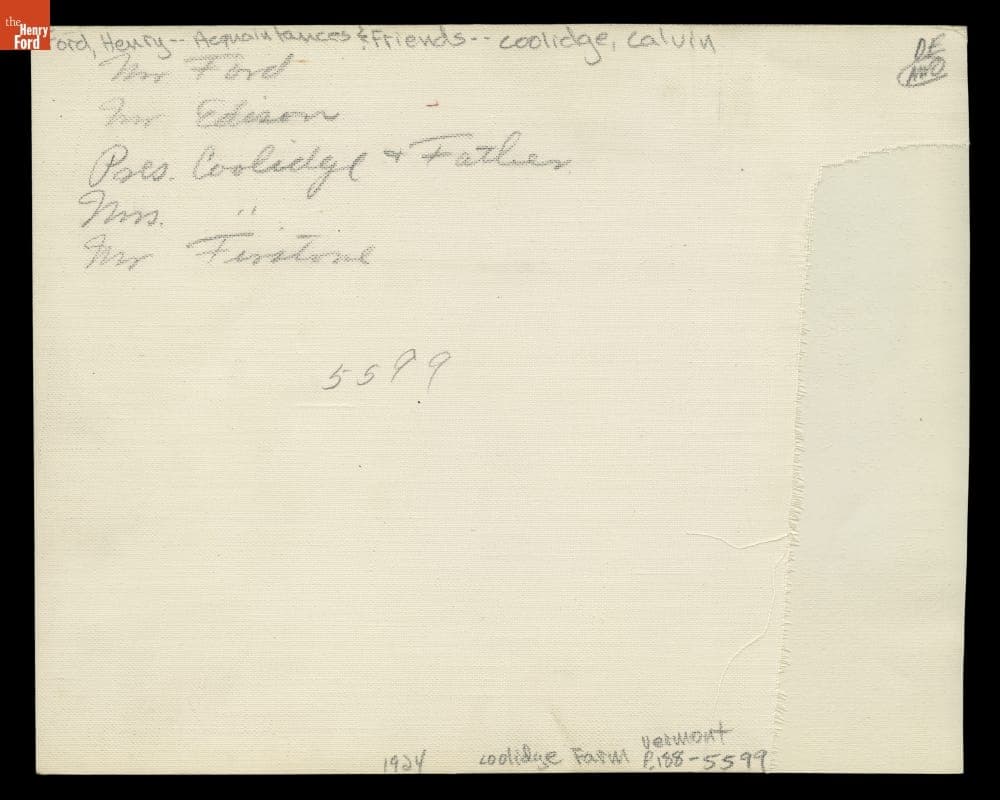 the Henry Ford
Ford, Henry-- Acquaintances & Friends-- Coolidge, Calvin
Mr Ford
Mr Edison
Pres. Coolidge + Father
Mrs. "
Mr Firstone
5599
vermont
1924 coolidge Farm P.188-5599